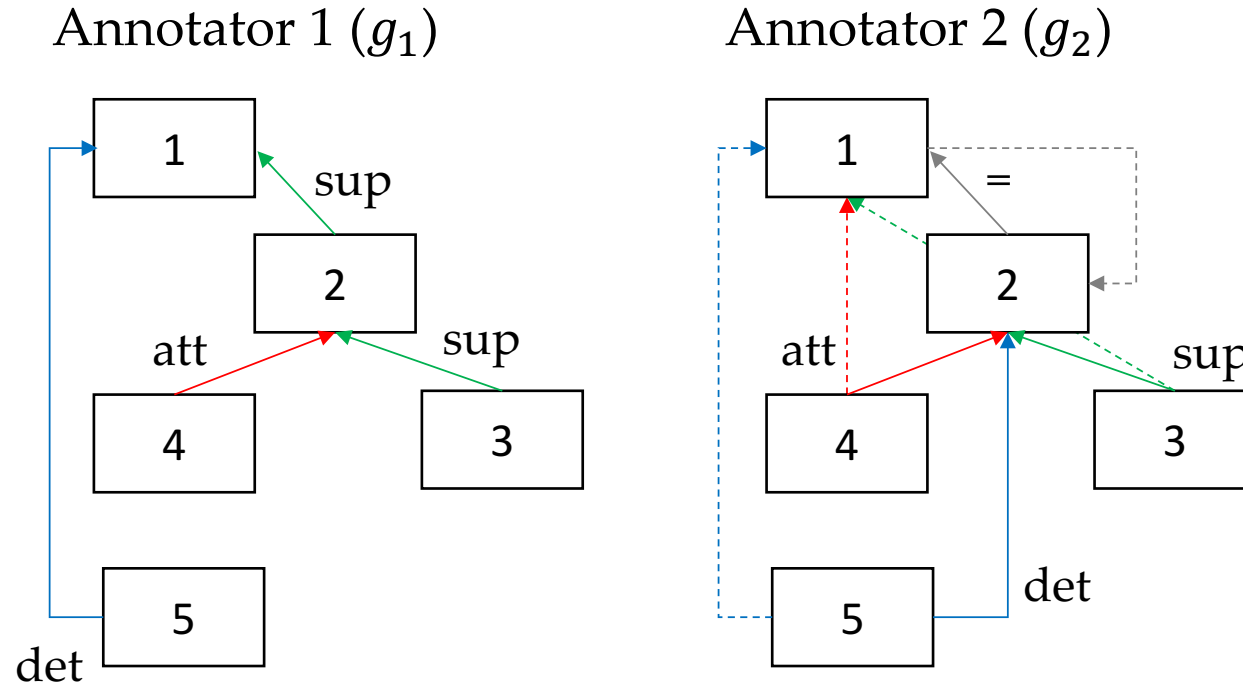 Annotator 1 (g₁)
Annotator 2 (g₂)
1
sup
2
att
sup
4
3
5
det
1
=
2
att
sup
4
3
5
det